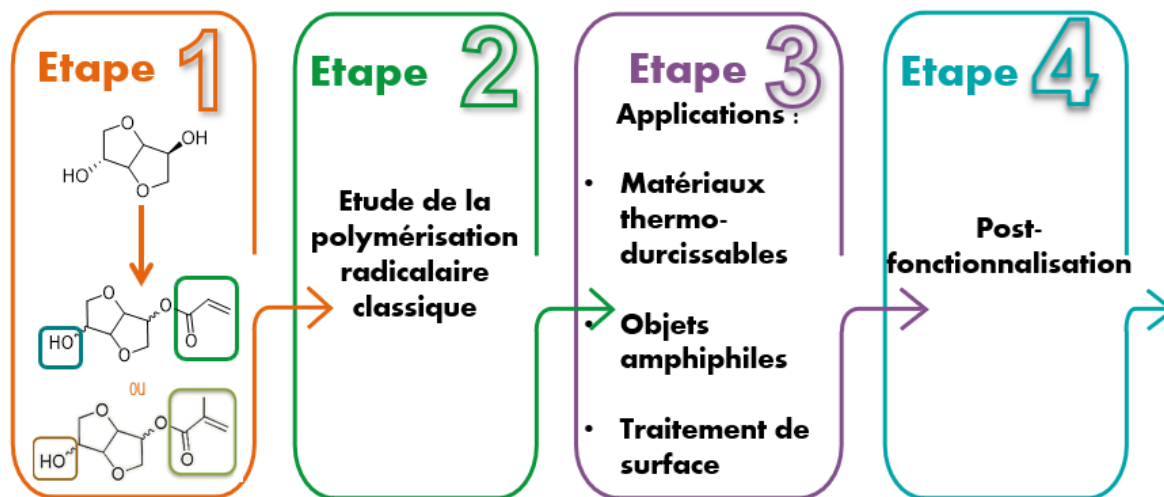 Etape 1
O
OH
HO
O
O
O
HO
O
O
ou
O
O
HO
O
O
Etape 2
Etude de la
polymérisation
radicalaire
classique
Etape 3
Applications :
• Matériaux
thermo-
durcissables
• Objets
amphiphiles
• Traitement de
surface
Etape 4
Post-
fonctionnalisation